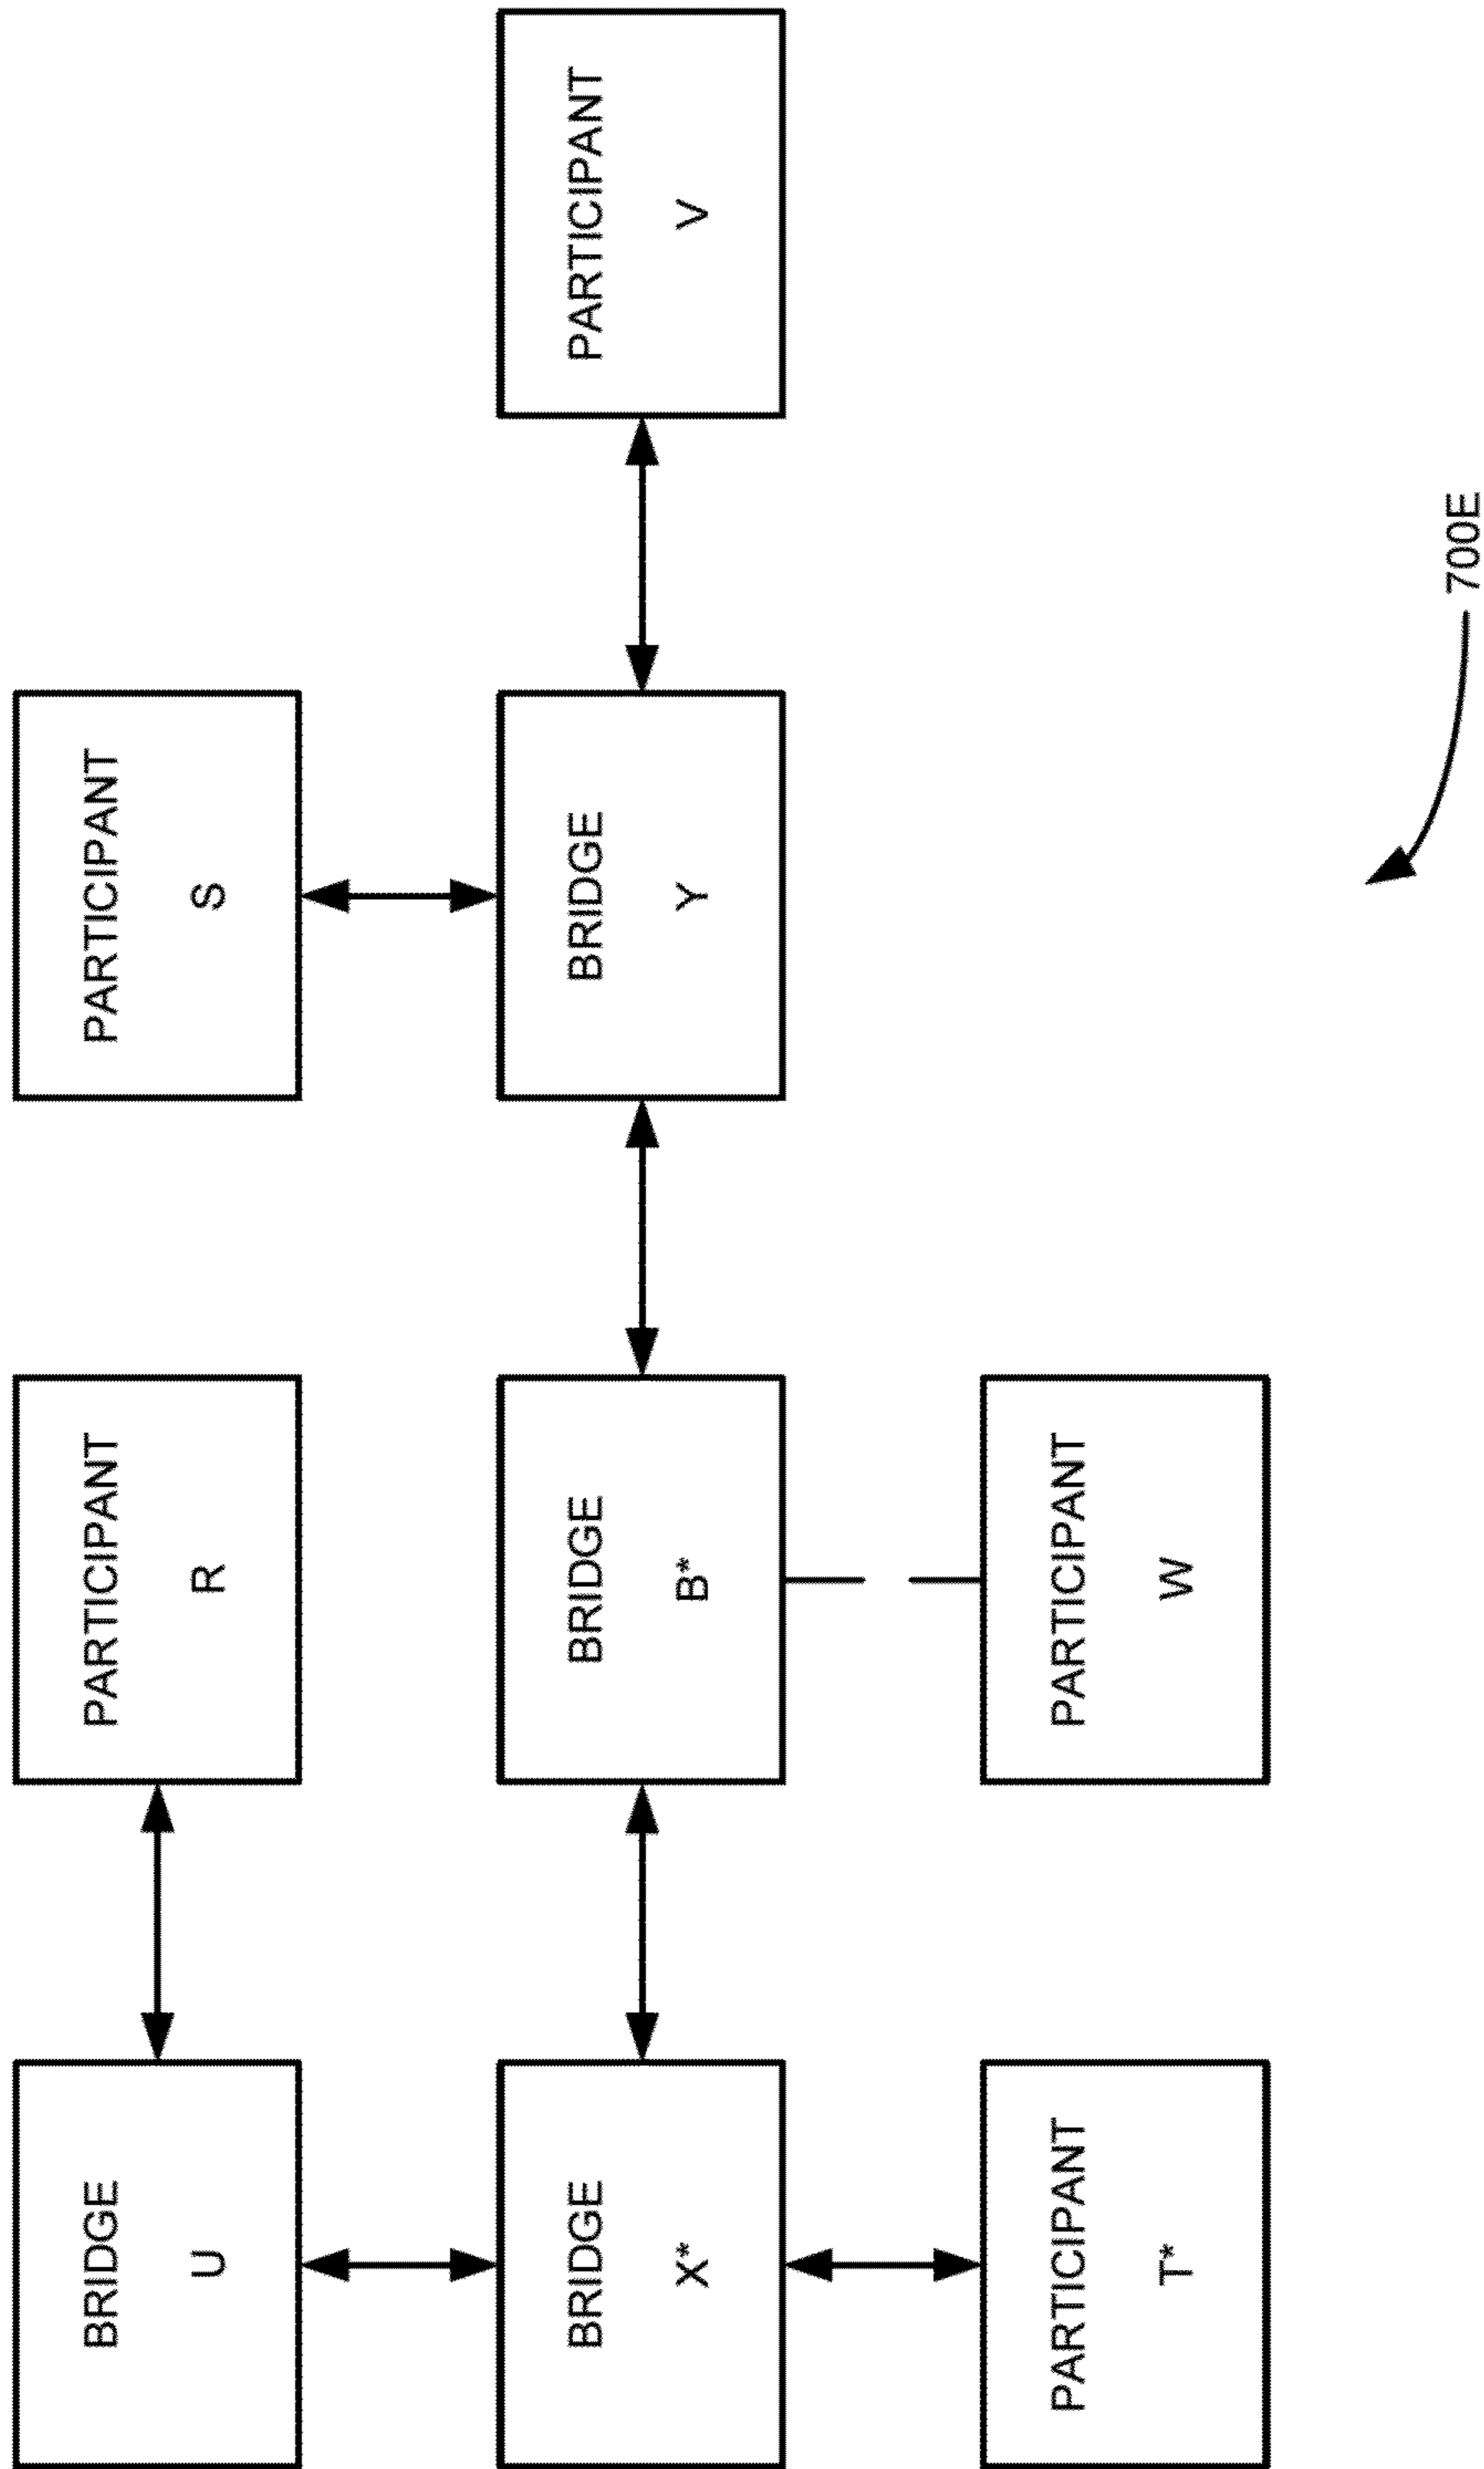 BRIDGE
U
PARTICIPANT
R
PARTICIPANT
S
BRIDGE
X*
BRIDGE
B*
BRIDGE
Y
PARTICIPANT
V
PARTICIPANT
T*
PARTICIPANT
W
700E